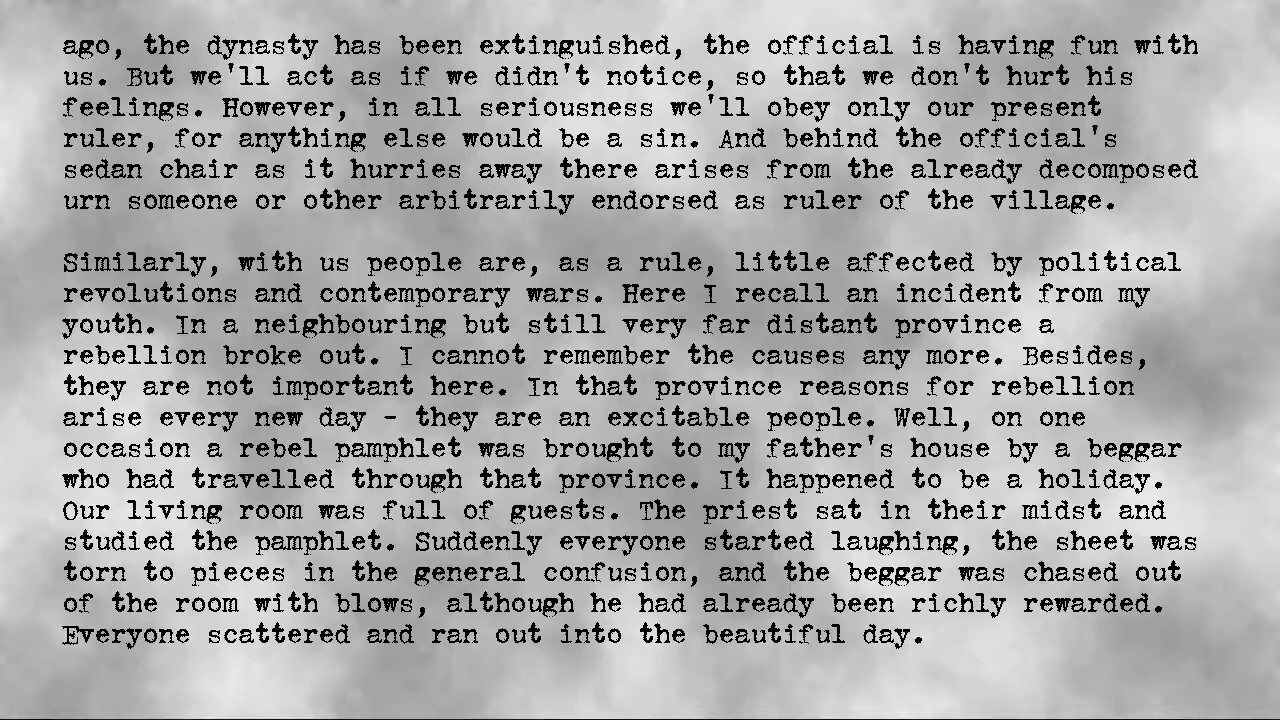 ago, the dynasty has been extinguished, the official is having fun with
us. But we'll act as if we didn't notice, so that we don't hurt his
feelings. However, in all seriousness we'll obey only our present
ruler, for anything else would be a sin. And behind the official's
sedan chair as it hurries away there arises from the already decomposed
urn someone or other arbitrarily endorsed as ruler of the village.

Similarly, with us people are, as a rule, little affected by political
revolutions and contemporary wars. Here I recall an incident from my
youth. In a neighbouring but still very far distant province a
rebellion broke out. I cannot remember the causes any more. Besides,
they are not important here. In that province reasons for rebellion
arise every new day - they are an excitable people. Well, on one
occasion a rebel pamphlet was brought to my father's house by a beggar
who had travelled through that province. It happened to be a holiday.
Our living room was full of guests. The priest sat in their midst and
studied the pamphlet. Suddenly everyone started laughing, the sheet was
torn to pieces in the general confusion, and the beggar was chased out
of the room with blows, although he had already been richly rewarded.
Everyone scattered and ran out into the beautiful day.